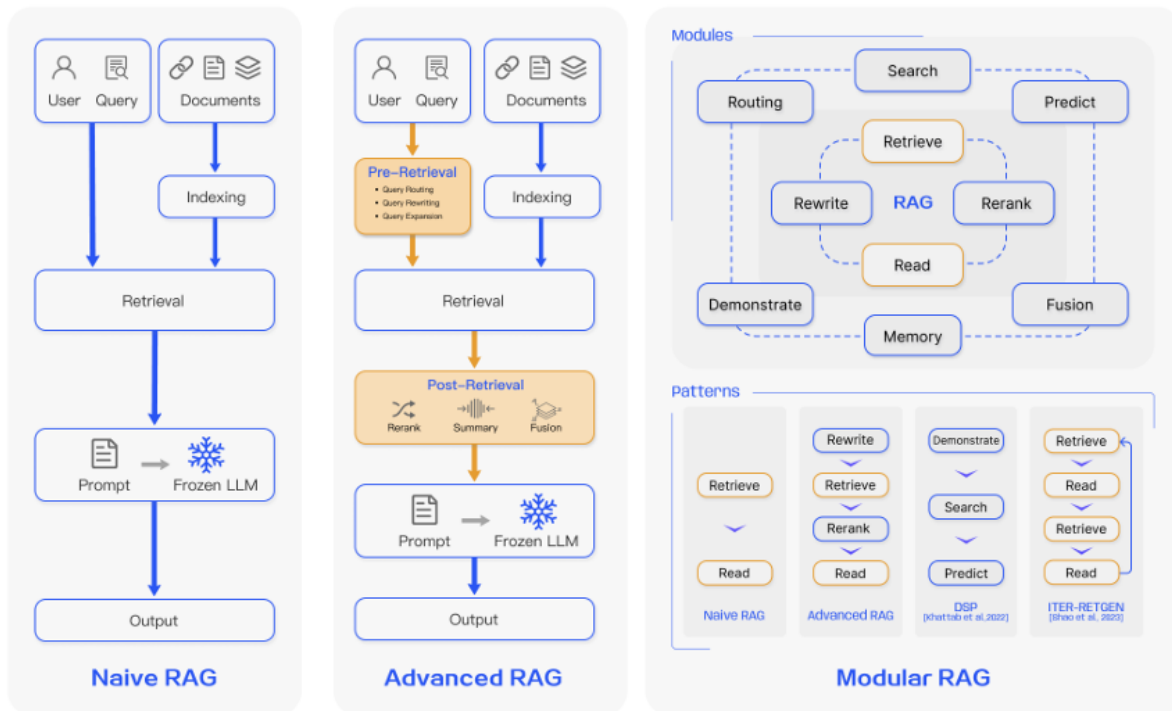 User Query
Documents
Indexing
Retrieval
Prompt
Frozen LLM
Output
Naive RAG
User Query
Documents
Pre-Retrieval
• Query Routing
• Query Rewriting
• Query Expansion
Indexing
Retrieval
Post-Retrieval
Rerank
Summary
Fusion
Prompt
Frozen LLM
Output
Advanced RAG
Modules
Search
Routing
Predict
Retrieve
Rewrite
RAG
Rerank
Read
Demonstrate
Fusion
Memory
Patterns
Retrieve
Read
Naive RAG
Rewrite
Retrieve
Rerank
Read
Advanced RAG
Demonstrate
Search
Predict
DSP
[Khattab et al,2022]
Retrieve
Read
Retrieve
Read
ITER-RETGEN
[Shao et al, 2023]
Modular RAG